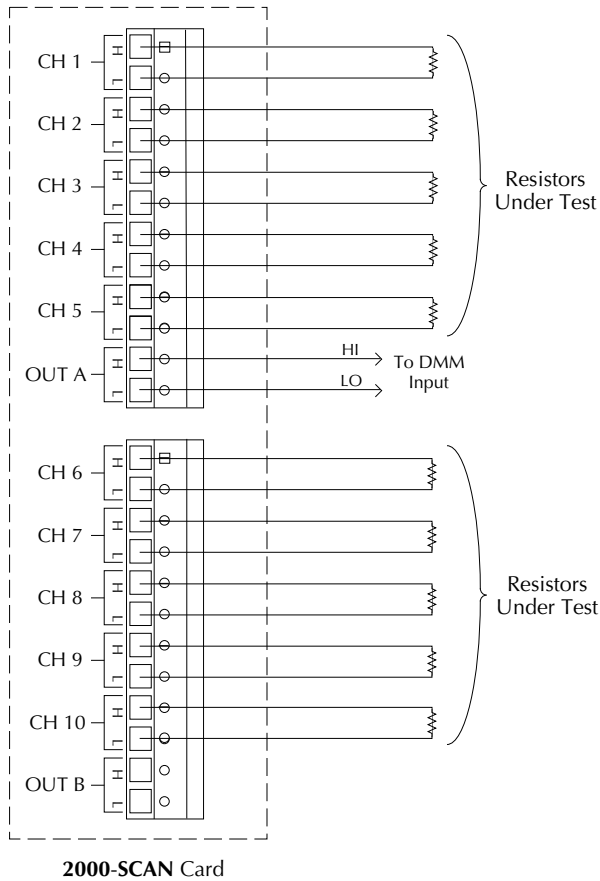 CH 1
H
L
CH 2
H
L
CH 3
H
L
CH 4
H
L
CH 5
H
L
Resistors
Under Test
OUT A
H
L
HI
LO
To DMM
Input
CH 6
H
L
CH 7
H
L
CH 8
H
L
CH 9
H
L
CH 10
H
L
Resistors
Under Test
OUT B
H
L
2000-SCAN Card